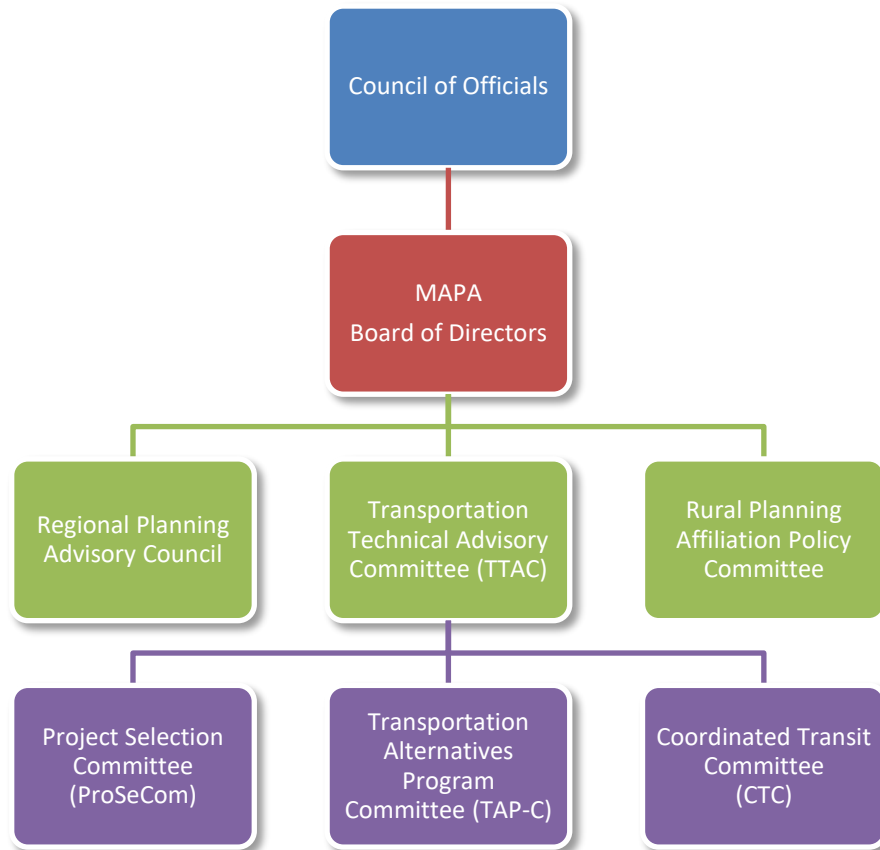 Council of Officials
MAPA
Board of Directors
Regional Planning
Advisory Council
Transportation
Technical Advisory
Committee (TTAC)
Rural Planning
Affiliation Policy
Committee
Project Selection
Committee
(ProSeCom)
Transportation
Alternatives
Program
Committee (TAP-C)
Coordinated Transit
Committee
(CTC)